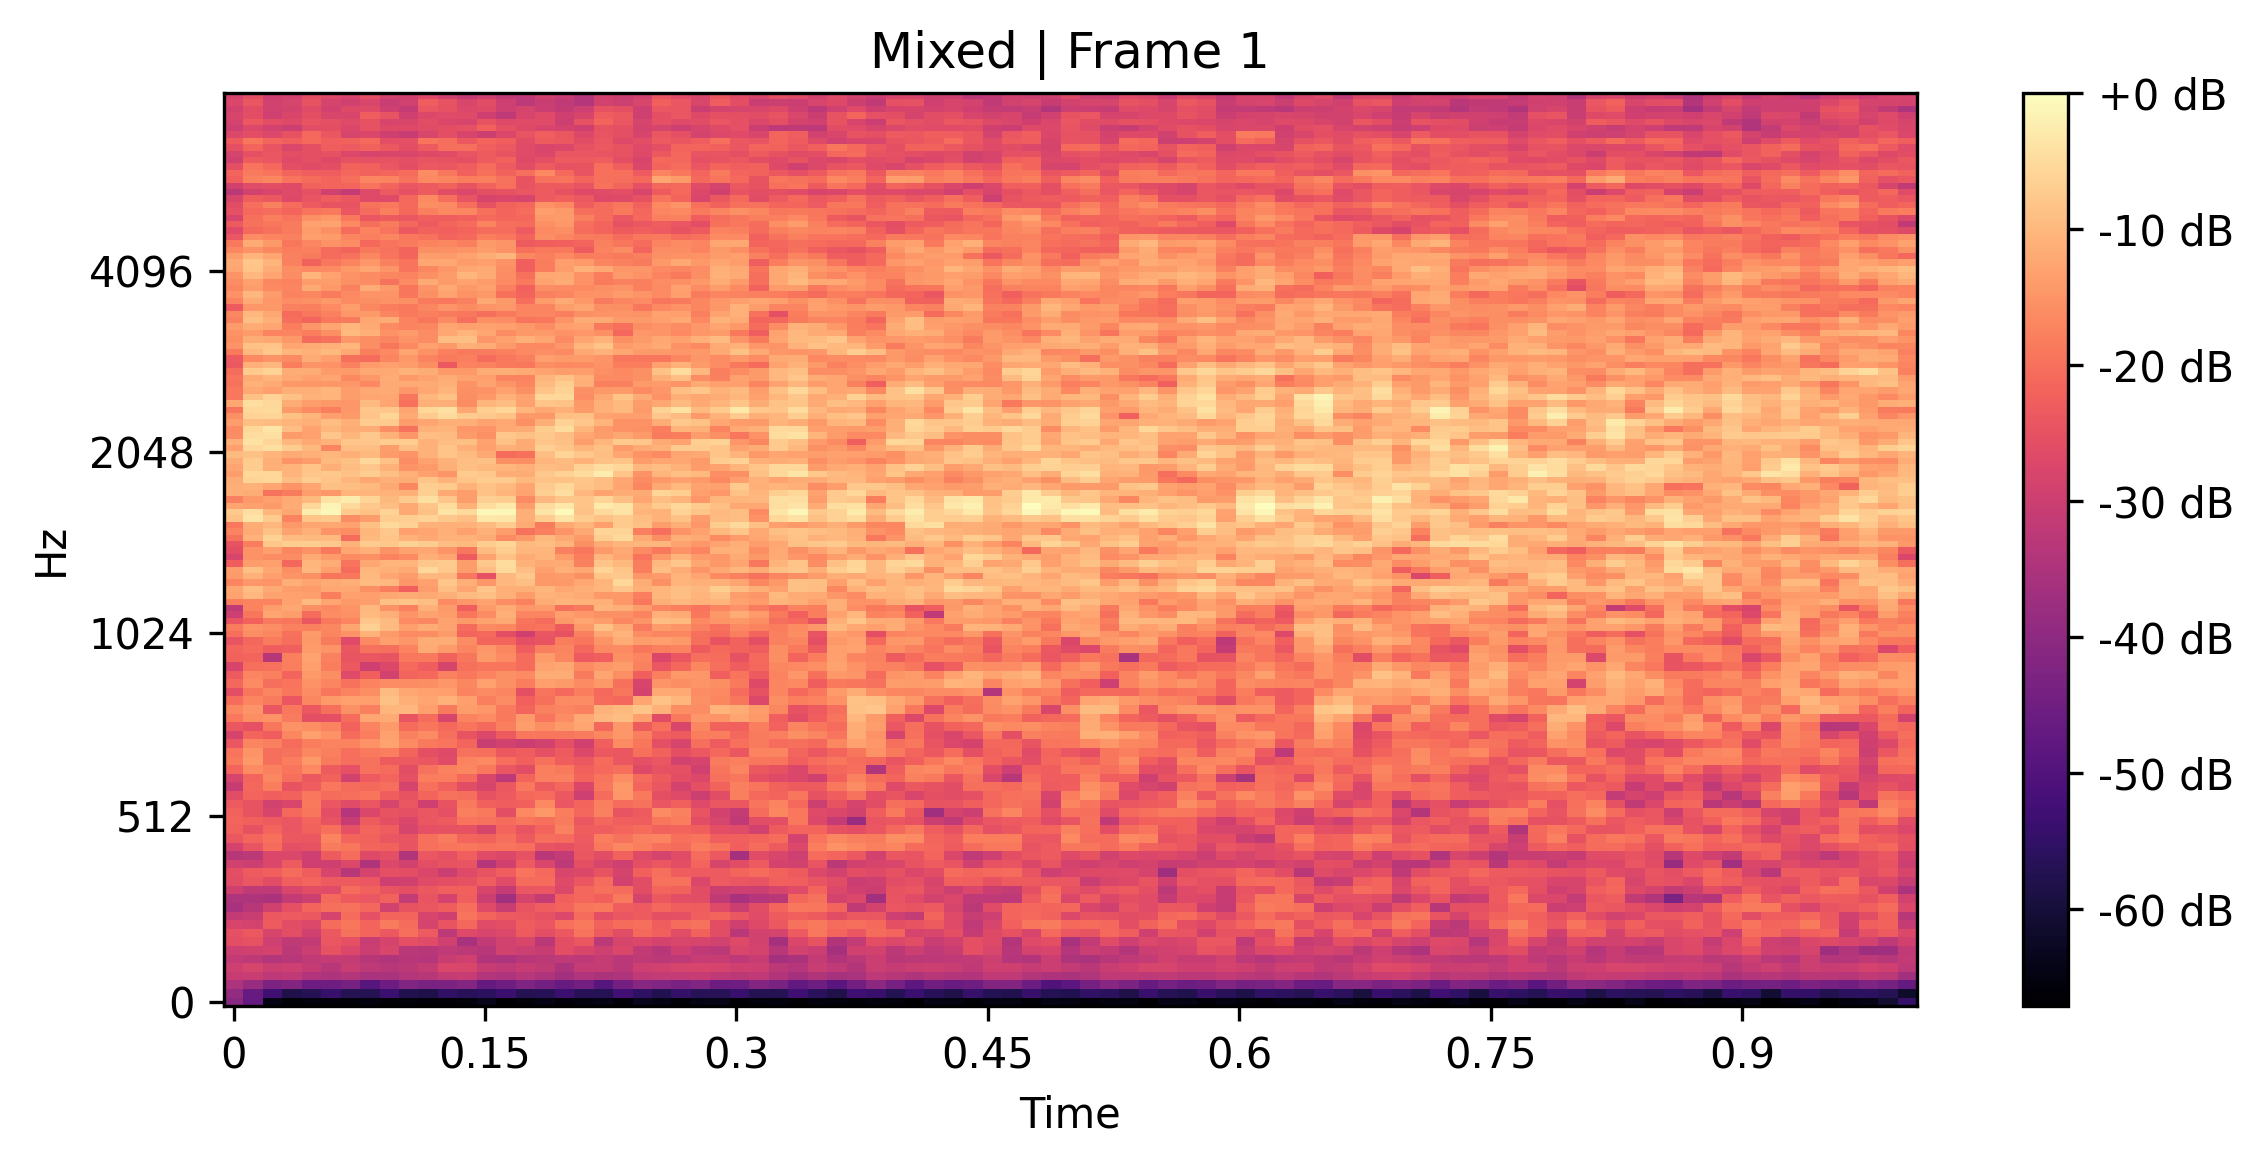 Mixed | Frame 1
+0 dB
-10 dB
-20 dB
-30 dB
-40 dB
-50 dB
-60 dB
4096
2048
1024
512
0
Hz
0 0.15 0.3 0.45 0.6 0.75 0.9
Time